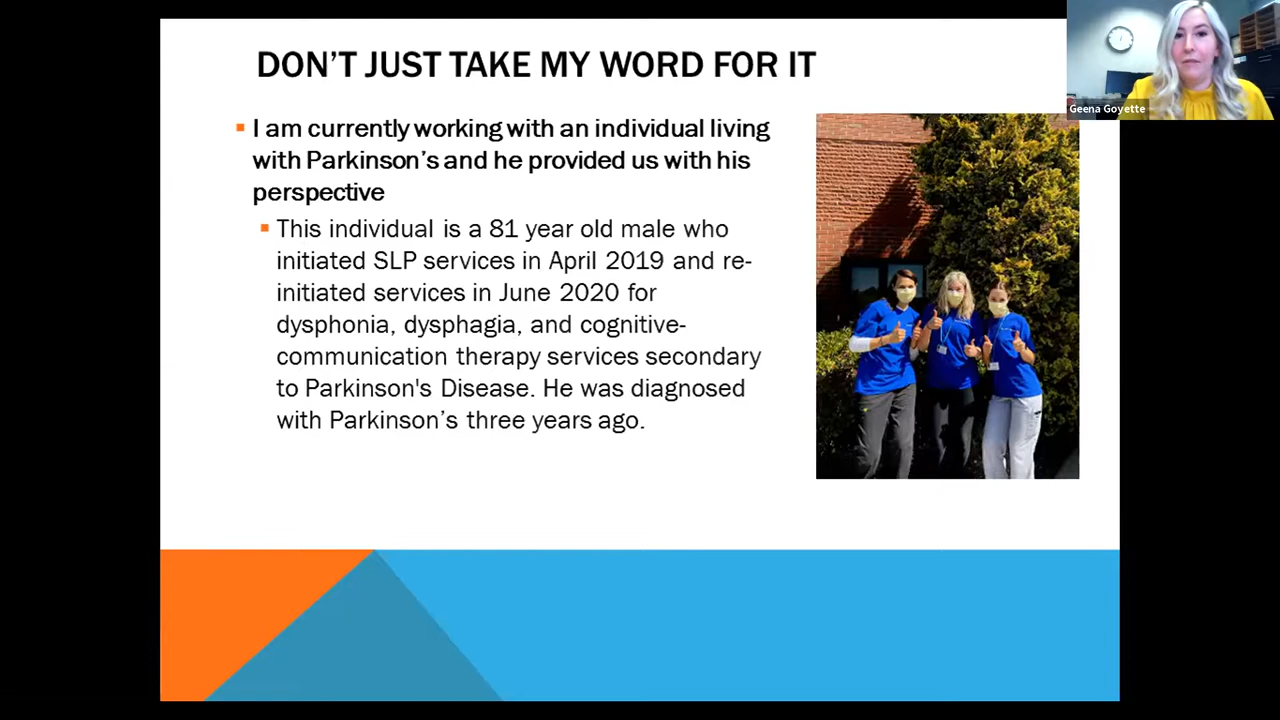 DON'T JUST TAKE MY WORD FOR IT
I am currently working with an individual living
with Parkinson’s and he provided us with his
perspective
This individual is a 81 year old male who
initiated SLP services in April 2019 and re-
initiated services in June 2020 for
dysphonia, dysphagia, and cognitive-
communication therapy services secondary
to Parkinson's Disease. He was diagnosed
with Parkinson’s three years ago.
Geena Goyette